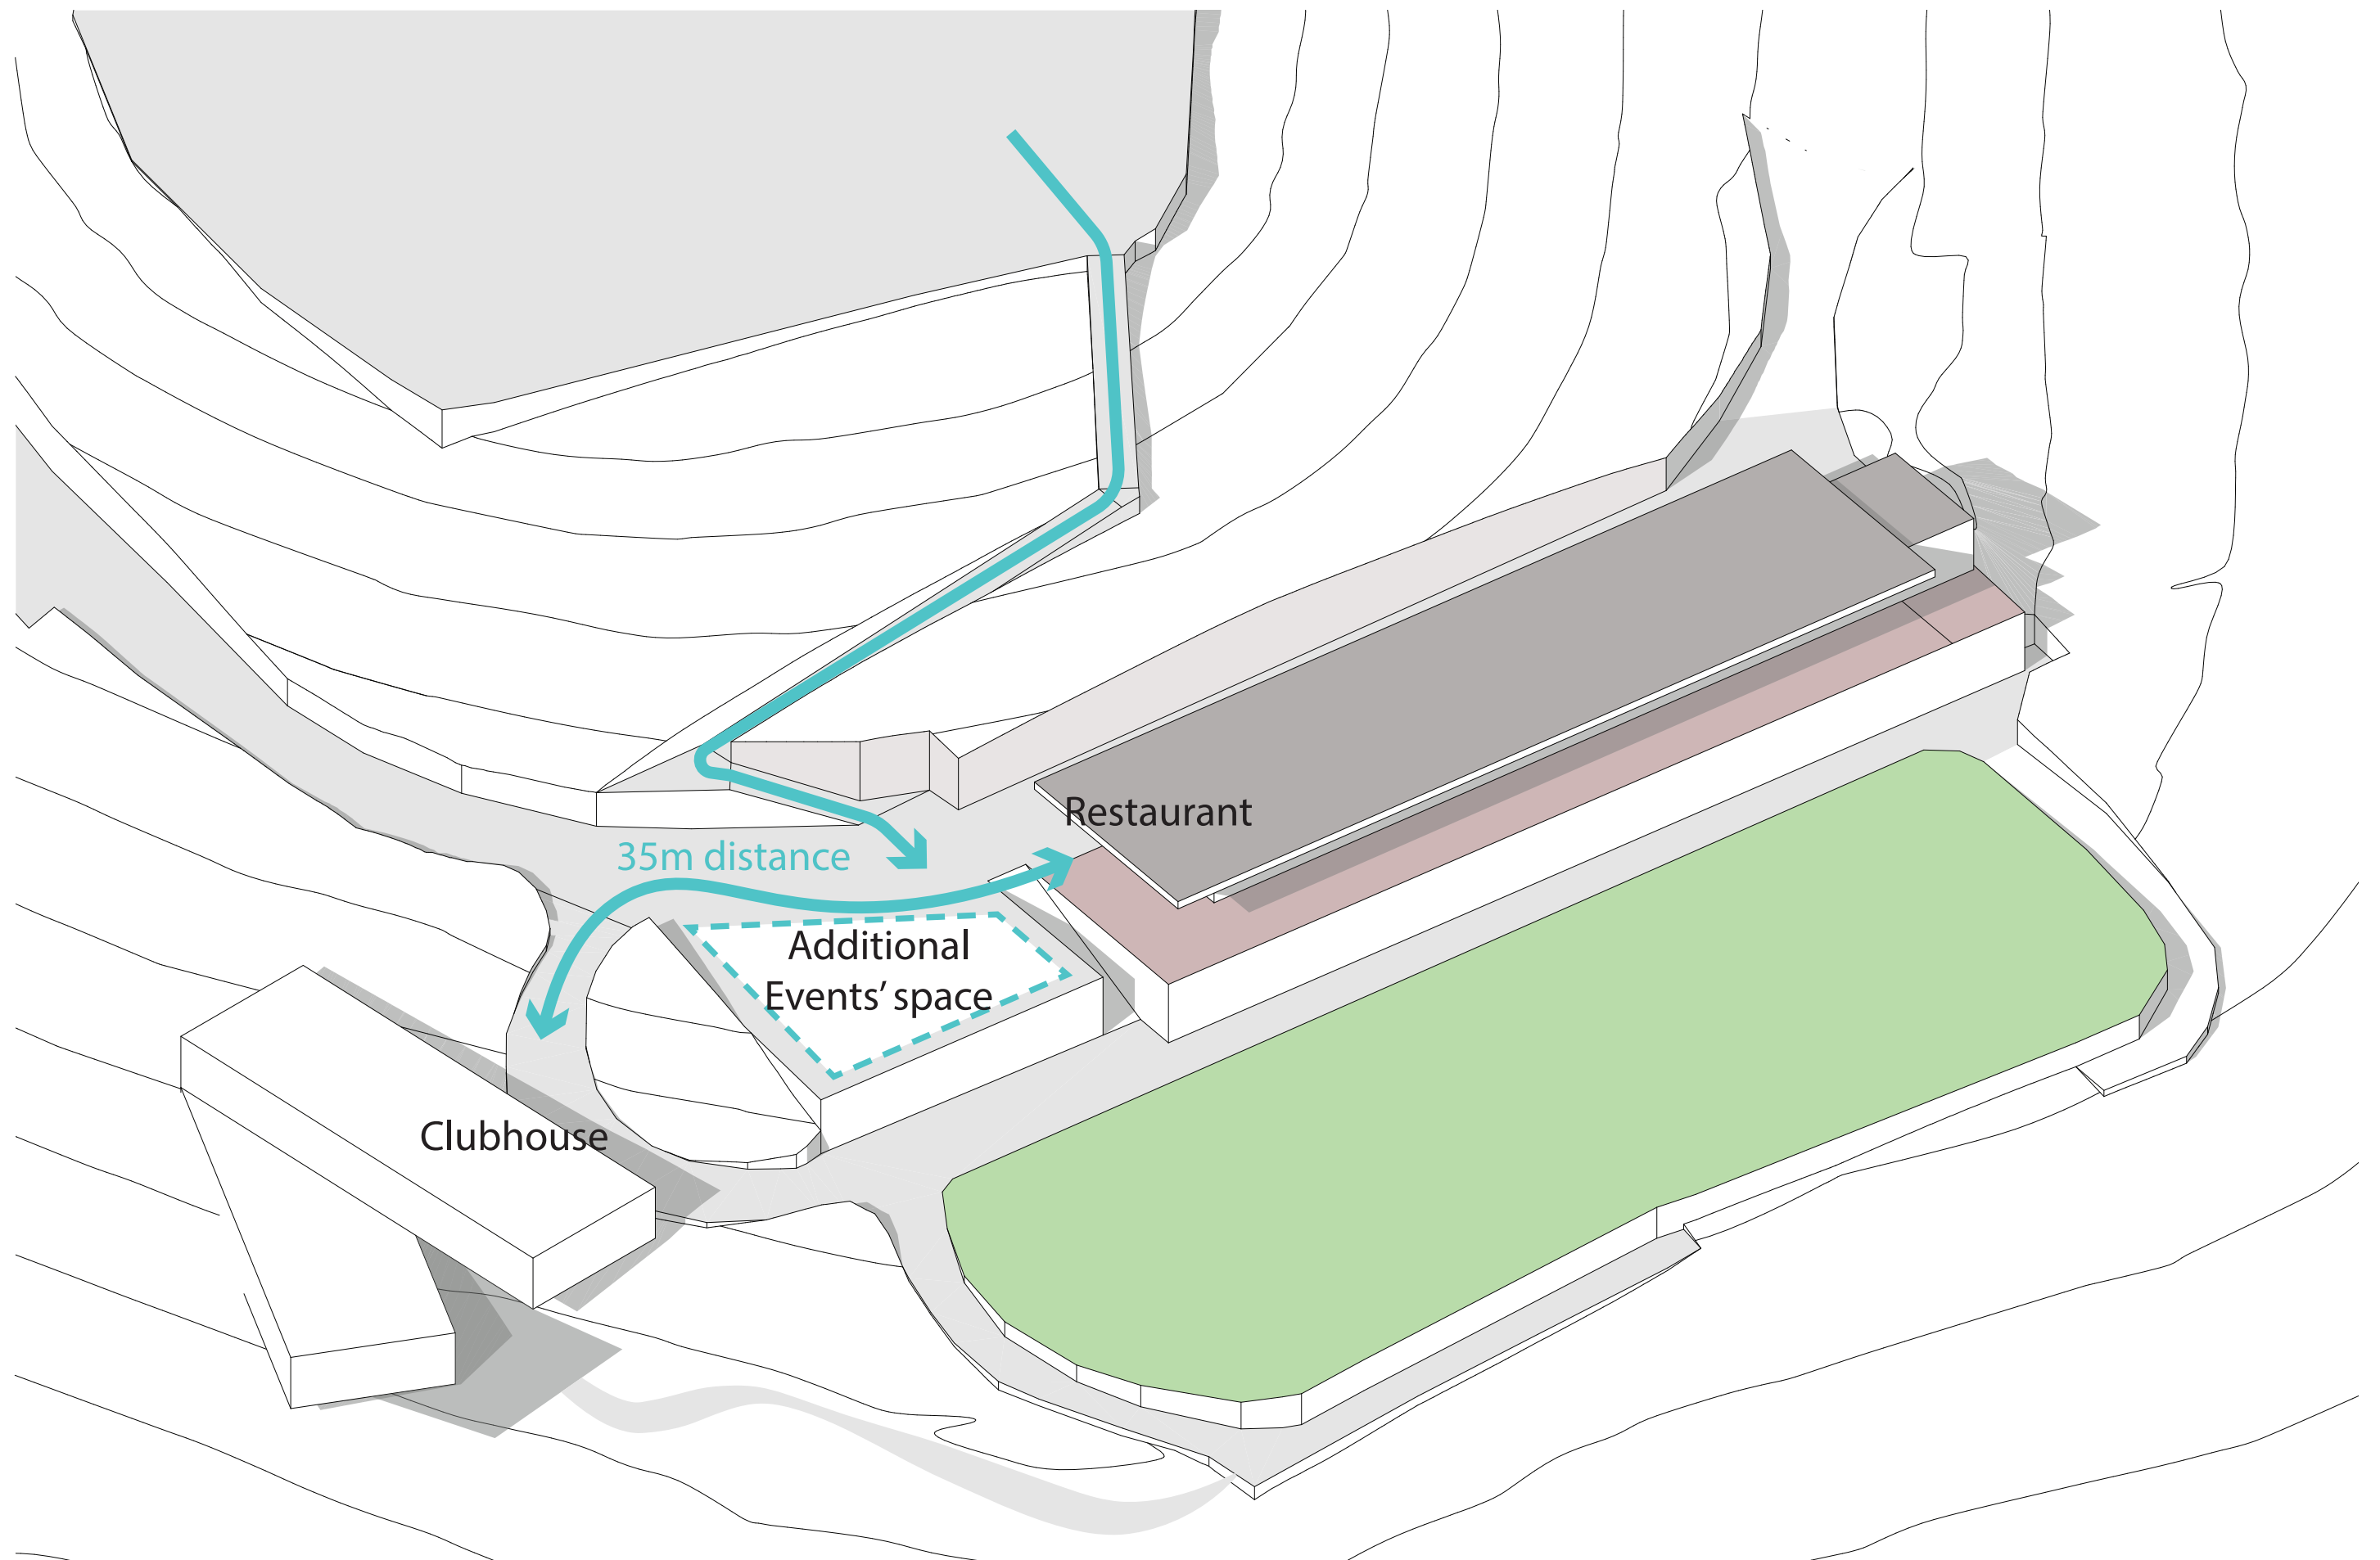 Restaurant
35m distance
Additional
Events’ space
Clubhouse